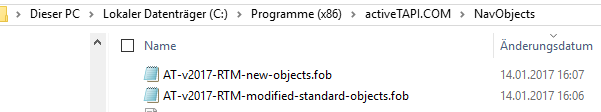 Dieser PC > Lokaler Datenträger (C:) > Programme (x86) > activeTAPI.COM > NavObjects
Name Änderungsdatum
AT-v2017-RTM-new-objects.fob 14.01.2017 16:07
AT-v2017-RTM-modified-standard-objects.fob 14.01.2017 16:06